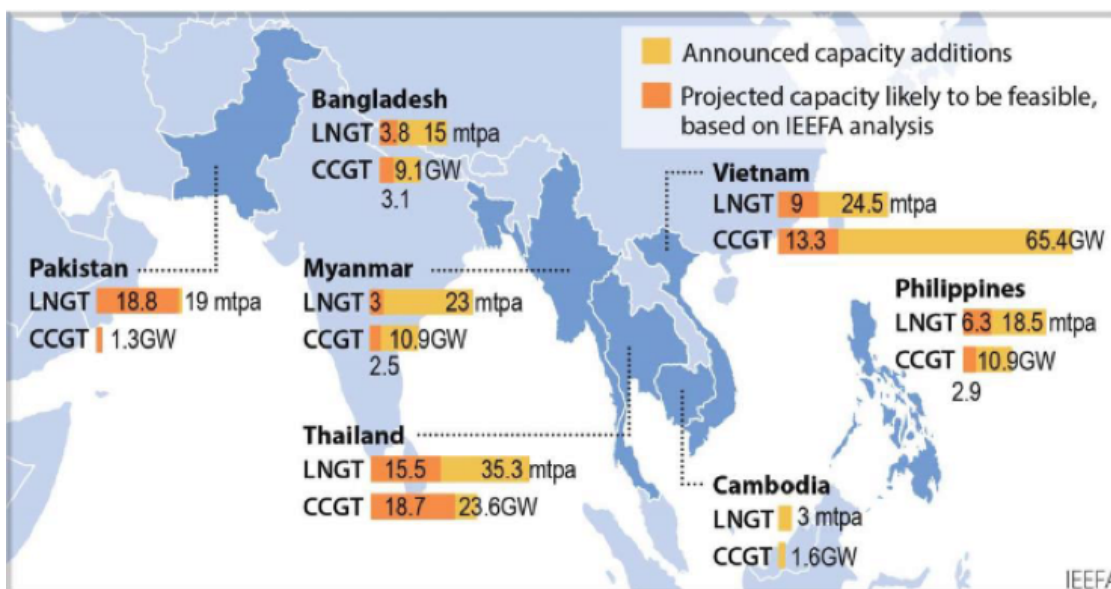 Announced capacity additions
Projected capacity likely to be feasible,
based on IEEFA analysis
Bangladesh
LNGT 3.8 15 mtpa
CCGT 9.1GW
3.1
Vietnam
LNGT 9 24.5 mtpa
CCGT 13.3 65.4GW
Pakistan
LNGT 18.8 19 mtpa
CCGT 1.3GW
Myanmar
LNGT 3 23 mtpa
CCGT 10.9GW
2.5
Philippines
LNGT 6.3 18.5 mtpa
CCGT 10.9GW
2.9
Thailand
LNGT 15.5 35.3 mtpa
CCGT 18.7 23.6GW
Cambodia
LNGT 3 mtpa
CCGT 1.6GW
IEEFA